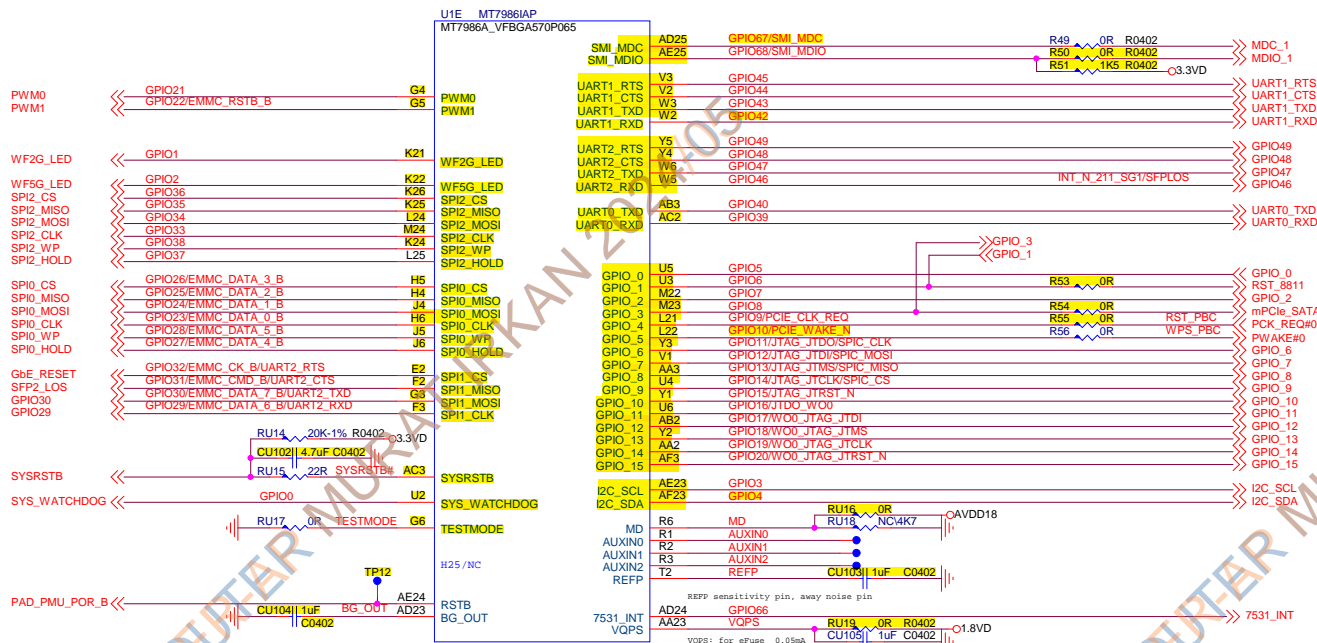 U1E MT7986IAP
MT7986A_VFBGA570P065
SMI_MDC AD25 GPIO67/SMI_MDC R49 0R R0402 MDC_1
SMI_MDIO AE25 GPIO68/SMI_MDIO R50 0R R0402 MDIO_1
R51 1K5 R0402 3.3VD
UART1_RTS V3 GPIO45 UART1_RTS
UART1_CTS V2 GPIO44 UART1_CTS
UART1_TXD W3 GPIO43 UART1_TXD
UART1_RXD W2 GPIO42 UART1_RXD
PWM0 GPIO21 G4 PWM0
PWM1 GPIO22/EMMC_RSTB_B G5 PWM1
UART2_RTS Y5 GPIO49 GPIO49
UART2_CTS Y4 GPIO48 GPIO48
UART2_TXD W6 GPIO47 GPIO47
UART2_RXD W5 GPIO46 INT_N_211_SG1/SFPLOS GPIO46
WF2G_LED GPIO1 K21 WF2G_LED
WF5G_LED GPIO2 K22 WF5G_LED
SPI2_CS GPIO36 K26 SPI2_CS
SPI2_MISO GPIO35 K25 SPI2_MISO
SPI2_MOSI GPIO34 L24 SPI2_MOSI
SPI2_CLK GPIO33 M24 SPI2_CLK
SPI2_WP GPIO38 K24 SPI2_WP
SPI2_HOLD GPIO37 L25 SPI2_HOLD
UART0_TXD AB3 GPIO40 UART0_TXD
UART0_RXD AC2 GPIO39 UART0_RXD
GPIO_3
GPIO_1
SPI0_CS GPIO26/EMMC_DATA_3_B H5 SPI0_CS
SPI0_MISO GPIO25/EMMC_DATA_2_B H4 SPI0_MISO
SPI0_MOSI GPIO24/EMMC_DATA_1_B J4 SPI0_MOSI
SPI0_CLK GPIO23/EMMC_DATA_0_B H6 SPI0_CLK
SPI0_WP GPIO28/EMMC_DATA_5_B J5 SPI0_WP
SPI0_HOLD GPIO27/EMMC_DATA_4_B J6 SPI0_HOLD
GPIO_0 U5 GPIO5 GPIO_0
GPIO_1 U3 GPIO6 R53 0R RST_8811
GPIO_2 M22 GPIO7 GPIO_2
GPIO_3 M23 GPIO8 R54 0R mPCIe_SATA
GPIO_4 L21 GPIO9/PCIE_CLK_REQ R55 0R RST_PBC PCK_REQ#0
GPIO_5 L22 GPIO10/PCIE_WAKE_N R56 0R WPS_PBC PWAKE#0
GPIO_6 Y3 GPIO11/JTAG_JTDO/SPIC_CLK GPIO_6
GPIO_7 V1 GPIO12/JTAG_JTDI/SPIC_MOSI GPIO_7
GPIO_8 AA3 GPIO13/JTAG_JTMS/SPIC_MISO GPIO_8
GPIO_9 U4 GPIO14/JTAG_JTCLK/SPIC_CS GPIO_9
GPIO_10 Y1 GPIO15/JTAG_JTRST_N GPIO_10
GPIO_11 U6 GPIO16/JTDO_WO0 GPIO_11
GPIO_12 AB2 GPIO17/WO0_JTAG_JTDI GPIO_12
GPIO_13 Y2 GPIO18/WO0_JTAG_JTMS GPIO_13
GPIO_14 AA2 GPIO19/WO0_JTAG_JTCLK GPIO_14
GPIO_15 AF3 GPIO20/WO0_JTAG_JTRST_N GPIO_15
GbE_RESET GPIO32/EMMC_CK_B/UART2_RTS E2 SPI1_CS
SFP2_LOS GPIO31/EMMC_CMD_B/UART2_CTS F2 SPI1_MISO
GPIO30 GPIO30/EMMC_DATA_7_B/UART2_TXD G3 SPI1_MOSI
GPIO29 GPIO29/EMMC_DATA_6_B/UART2_RXD F3 SPI1_CLK
RU14 20K-1% R0402 3.3VD
CU102 4.7uF C0402
SYSRSTB RU15 22R SYSRSTB# AC3 SYSRSTB
SYS_WATCHDOG GPIO0 U2 SYS_WATCHDOG
I2C_SCL AE23 GPIO3 I2C_SCL
I2C_SDA AF23 GPIO4 I2C_SDA
RU17 0R TESTMODE G6 TESTMODE
RU16 0R AVDD18
MD R6 MD RU18 NC\4K7
AUXIN0 R1 AUXIN0
AUXIN1 R2 AUXIN1
AUXIN2 R3 AUXIN2
REFP T2 REFP CU103 1uF C0402
H25/NC
REFP sensitivity pin, away noise pin
TP12
PAD_PMU_POR_B AE24 RSTB
CU104 1uF C0402 BG_OUT AD23 BG_OUT
7531_INT AD24 GPIO66 7531_INT
VQPS AA23 VQPS RU19 0R R0402 1.8VD
VQPS: for eFuse 0.05mA CU105 1uF C0402
MURAT IRKAN 2024/05